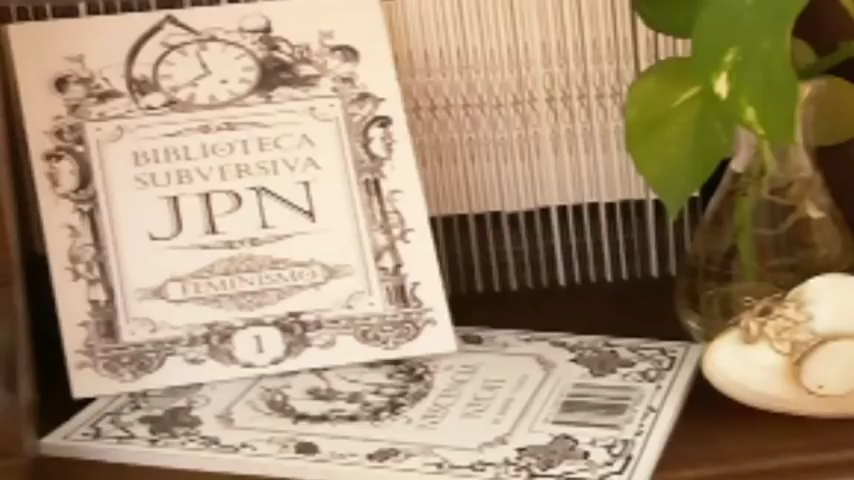 BIBLIOTECA
SUBVERSIVA
JPN
FEMINISMO
1